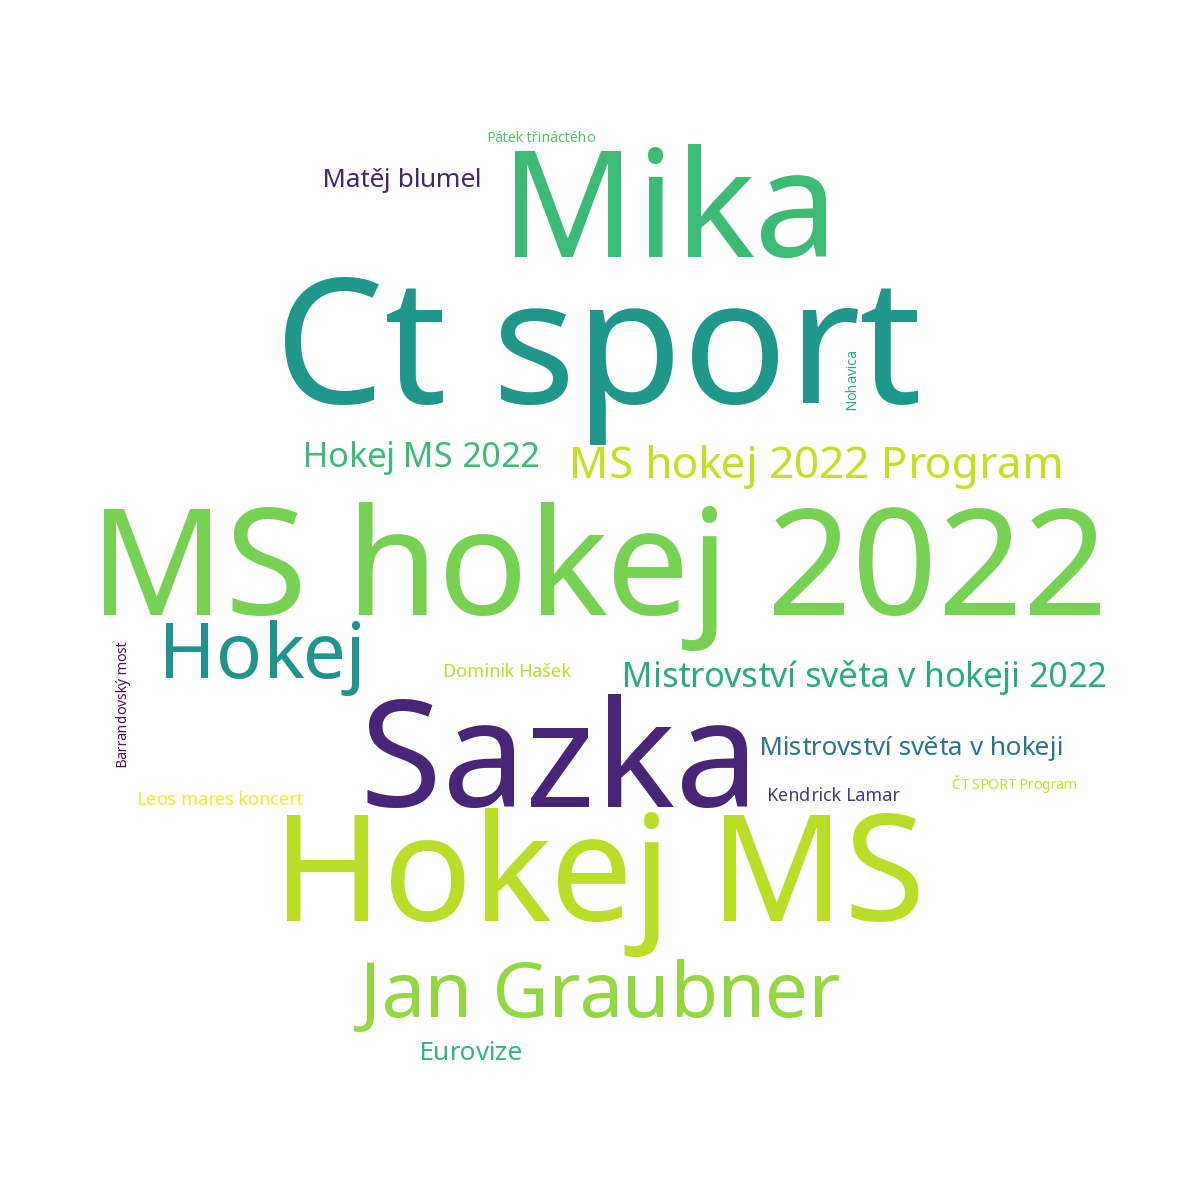 Pátek třináctého
Mika
Matěj blumel
Ct sport
Nohavica
Hokej MS 2022
MS hokej 2022 Program
MS hokej 2022
Hokej
Barrandovský most
Dominik Hašek
Mistrovství světa v hokeji 2022
Sazka
Mistrovství světa v hokeji
ČT SPORT Program
Leos mares koncert
Kendrick Lamar
Hokej MS
Jan Graubner
Eurovize